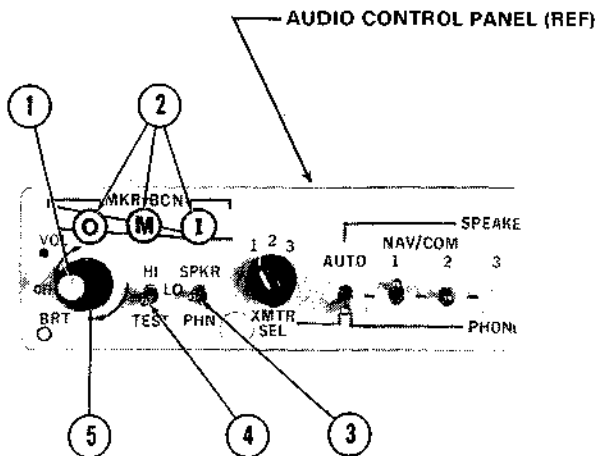 AUDIO CONTROL PANEL (REF)
1 2
MKR BCN
O M I
VOL
SPEAKE
NAV/COM
1 2 3
AUTO 1 2 3
HI SPKR
OFF LO
BRT TEST PHN XMTR
SEL
PHON
5 4 3